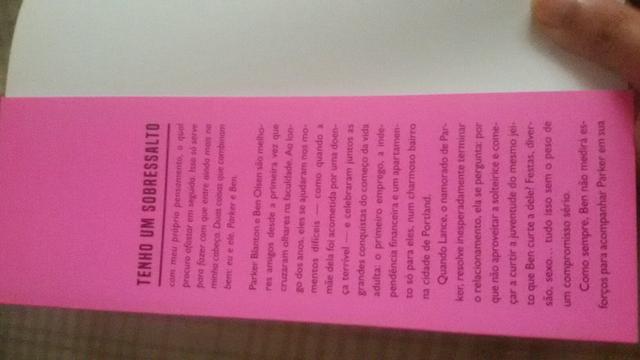 TENHO UM SOBRESSALTO
com meu próprio pensamento, o qual
procuro afastar em seguida. Isso só serve
para fazer com que entre ainda mais na
minha cabeça. Duas coisas que combinam
bem: eu e ele. Parker e Ben.
Parker Blanton e Ben Olsen são melho-
res amigos desde a primeira vez que
cruzaram olhares na faculdade. Ao lon-
go dos anos, eles se ajudaram nos mo-
mentos difíceis — como quando a
mãe dela foi acometida por uma doen-
ça terrível — e celebraram juntos as
grandes conquistas do começo da vida
adulta: o primeiro emprego, a inde-
pendência financeira e um apartamen-
to só para eles, num charmoso bairro
na cidade de Portland.
Quando Lance, o namorado de Par-
ker, resolve inesperadamente terminar
o relacionamento, ela se pergunta: por
que não aproveitar a solteirice e come-
çar a curtir a juventude do mesmo jei-
to que Ben curte a dele? Festas, diver-
são, sexo... tudo isso sem o peso de
um compromisso sério.
Como sempre, Ben não medirá es-
forços para acompanhar Parker em sua